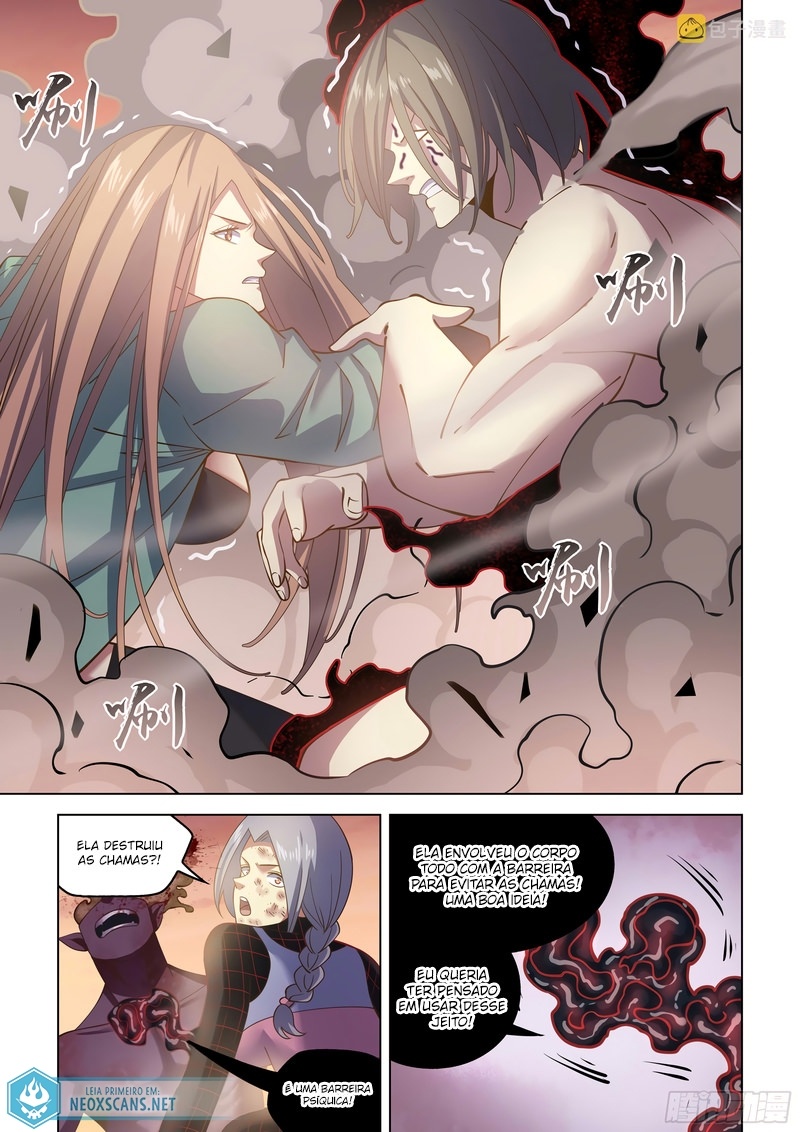 包子漫畫
唰
唰
唰
唰
ELA DESTRUIU
AS CHAMAS?!
É UMA BARREIRA
PSÍQUICA!
ELA ENVOLVEU O CORPO
TODO COM A BARREIRA
PARA EVITAR AS CHAMAS!
UMA BOA IDEIA!
EU QUERIA
TER PENSADO
EM USAR DESSE
JEITO!
LEIA PRIMEIRO EM:
NEOXSCANS.NET
腾讯动漫